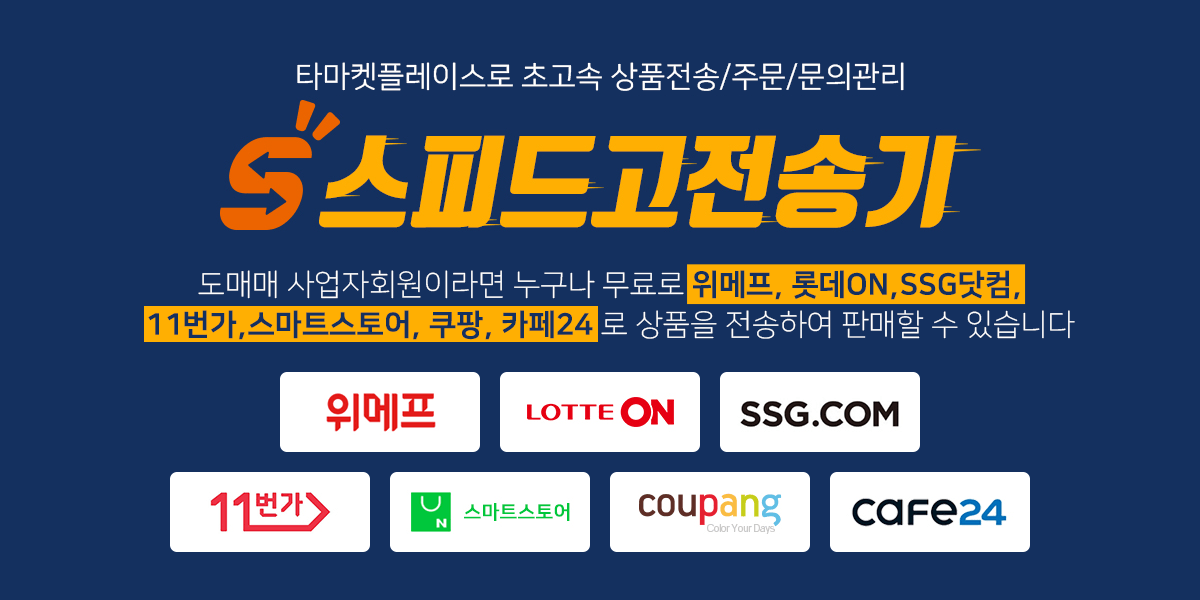 타마켓플레이스로 초고속 상품전송/주문/문의관리
스피드고전송기
도매매 사업자회원이라면 누구나 무료로 위메프, 롯데ON,SSG닷컴,
11번가,스마트스토어, 쿠팡, 카페24 로 상품을 전송하여 판매할 수 있습니다
위메프 LOTTE ON SSG.COM
11번가 N 스마트스토어 coupang CAFE24
Color Your Days